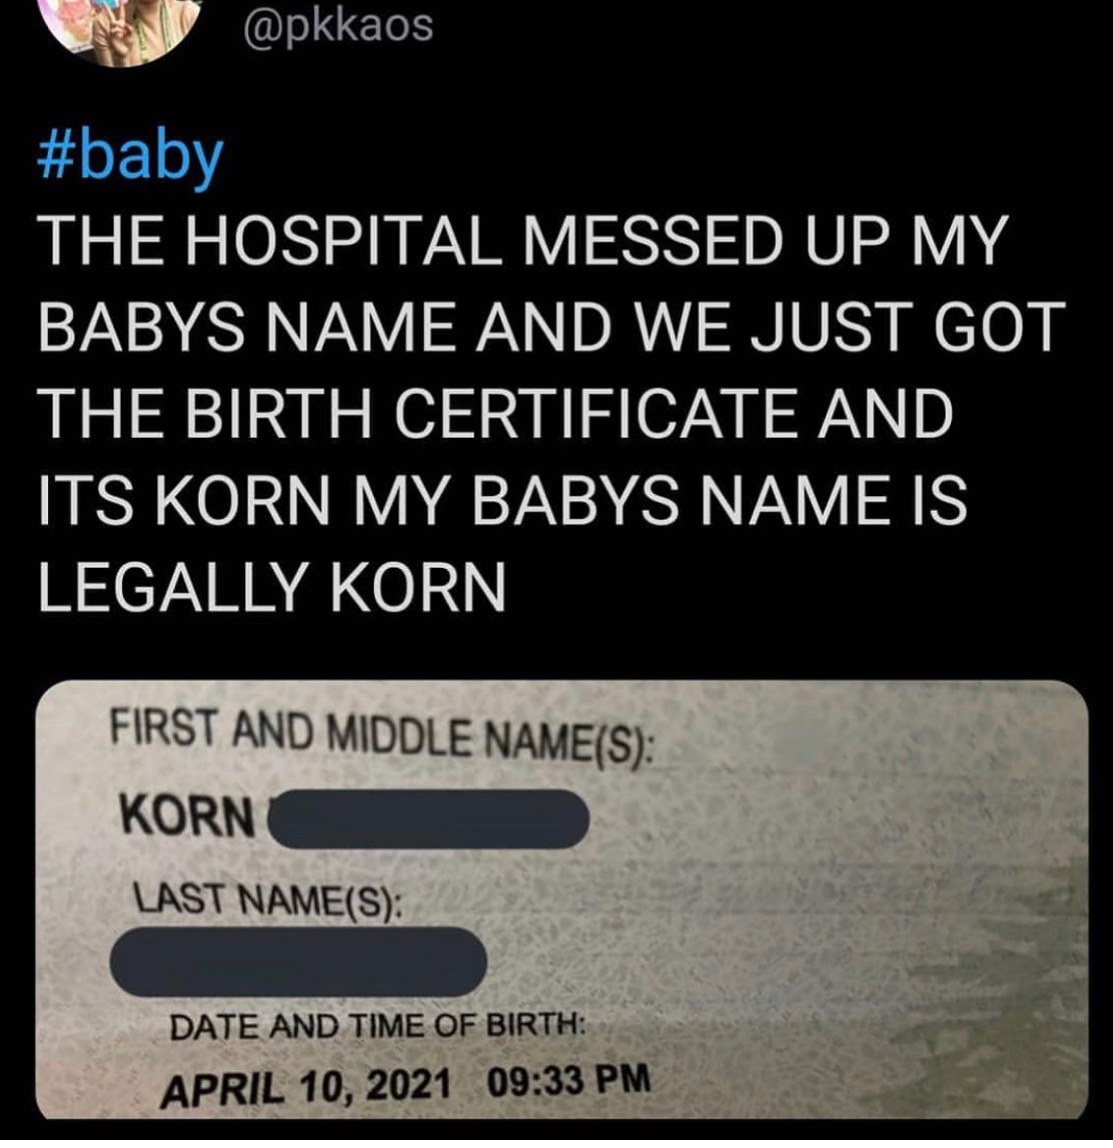 @pkkaos
#baby
THE HOSPITAL MESSED UP MY
BABYS NAME AND WE JUST GOT
THE BIRTH CERTIFICATE AND
ITS KORN MY BABYS NAME IS
LEGALLY KORN
FIRST AND MIDDLE NAME(S):
KORN
LAST NAME(S):
DATE AND TIME OF BIRTH:
APRIL 10, 2021 09:33 PM